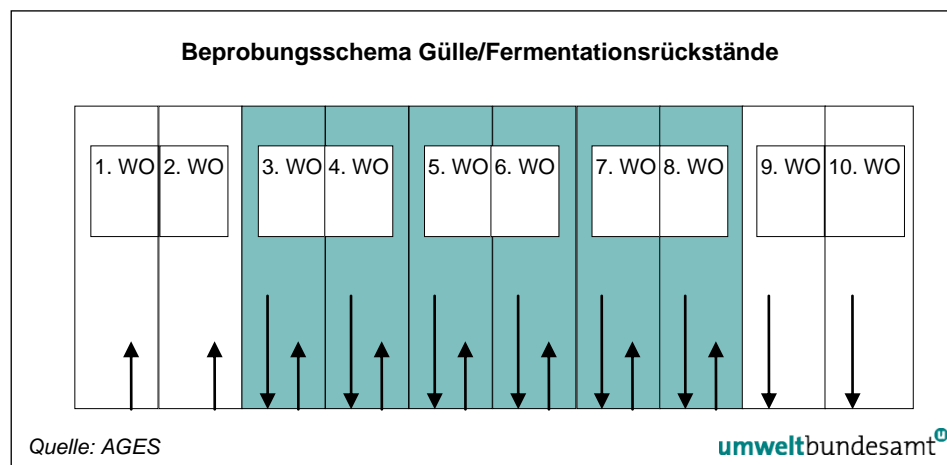 Beprobungsschema Gülle/Fermentationsrückstände
1. WO 2. WO 3. WO 4. WO 5. WO 6. WO 7. WO 8. WO 9. WO 10. WO
Quelle: AGES
umweltbundesamt u